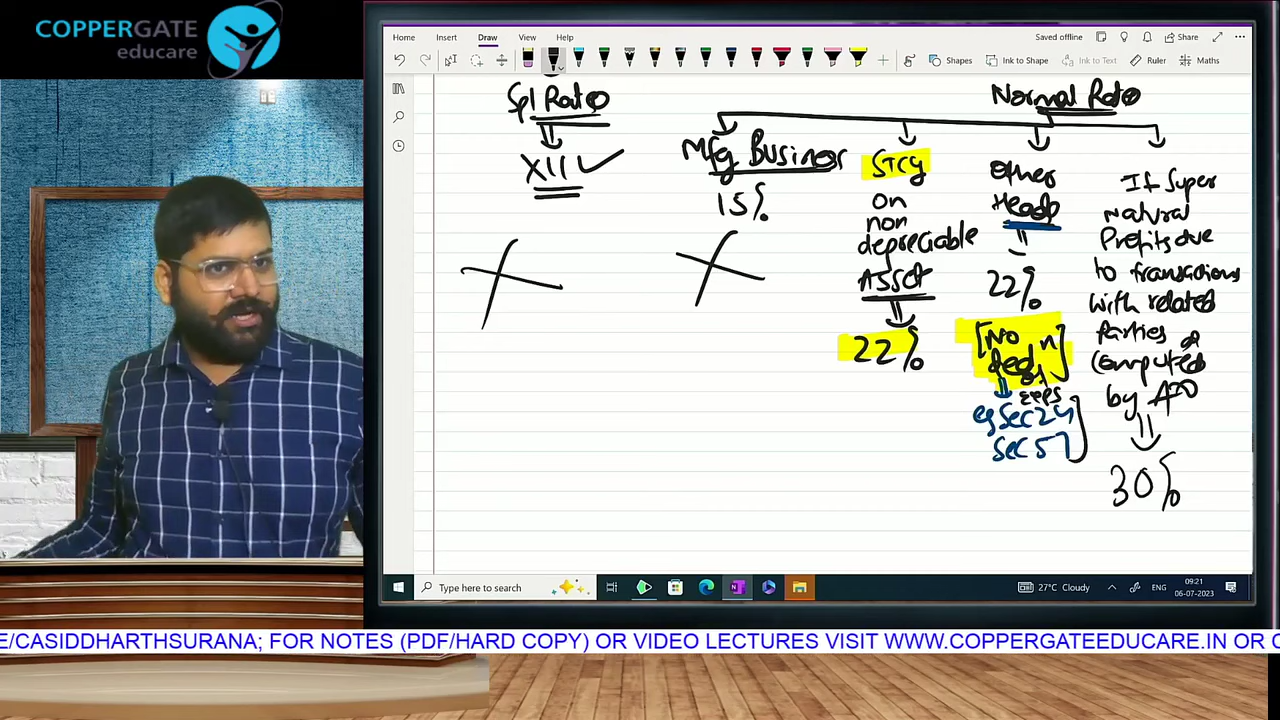 COPPERGATE
educare
Home Insert Draw View Help
Saved offline
Share
Shapes
Ink to Shape
Ink to Text
Ruler
Maths
Spl Rate
XII
Normal Rate
Mfg Business
15%
STCG
on
non
depreciable
Asset
22%
Other
Heads
22%
[No
dedn
of
exps]
eg Sec 24
Sec 57
If Super
natural
Profits due
to transactions
with related
Parties &
Computed
by A.O
30%
Type here to search
27°C Cloudy
ENG
09:21
06-07-2023
E/CASIDDHARTHSURANA; FOR NOTES (PDF/HARD COPY) OR VIDEO LECTURES VISIT WWW.COPPERGATEEDUCARE.IN OR C